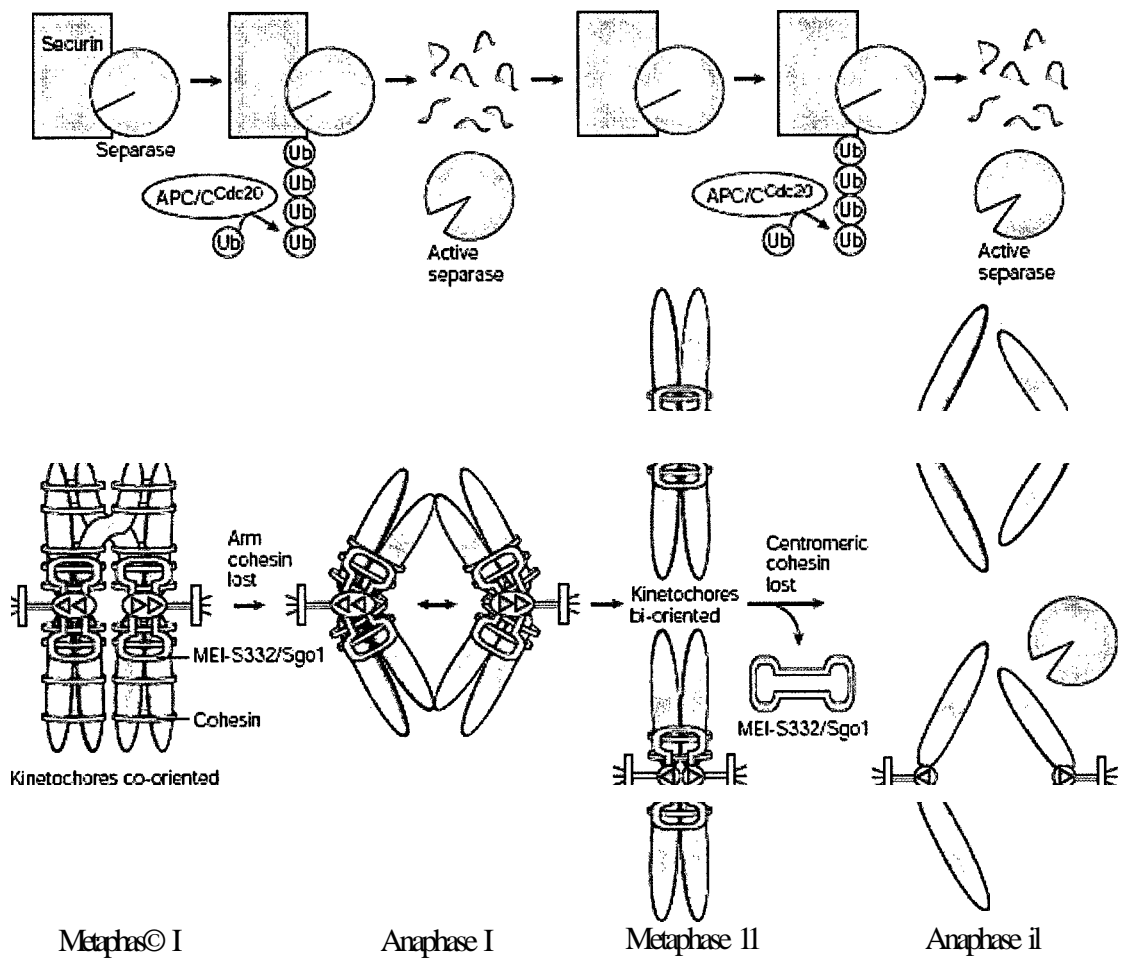 Securin
Separase
APC/C^Cdc20
Ub
Ub
Ub
Ub
Ub
Active
separase
APC/C^Cdc20
Ub
Ub
Ub
Ub
Ub
Active
separase
Arm
cohesin
lost
MEI-S332/Sgo1
Cohesin
Kinetochores co-oriented
Kinetochores
bi-oriented
Centromeric
cohesin
lost
MEI-S332/Sgo1
Metaphas© I
Anaphase I
Metaphase 11
Anaphase il